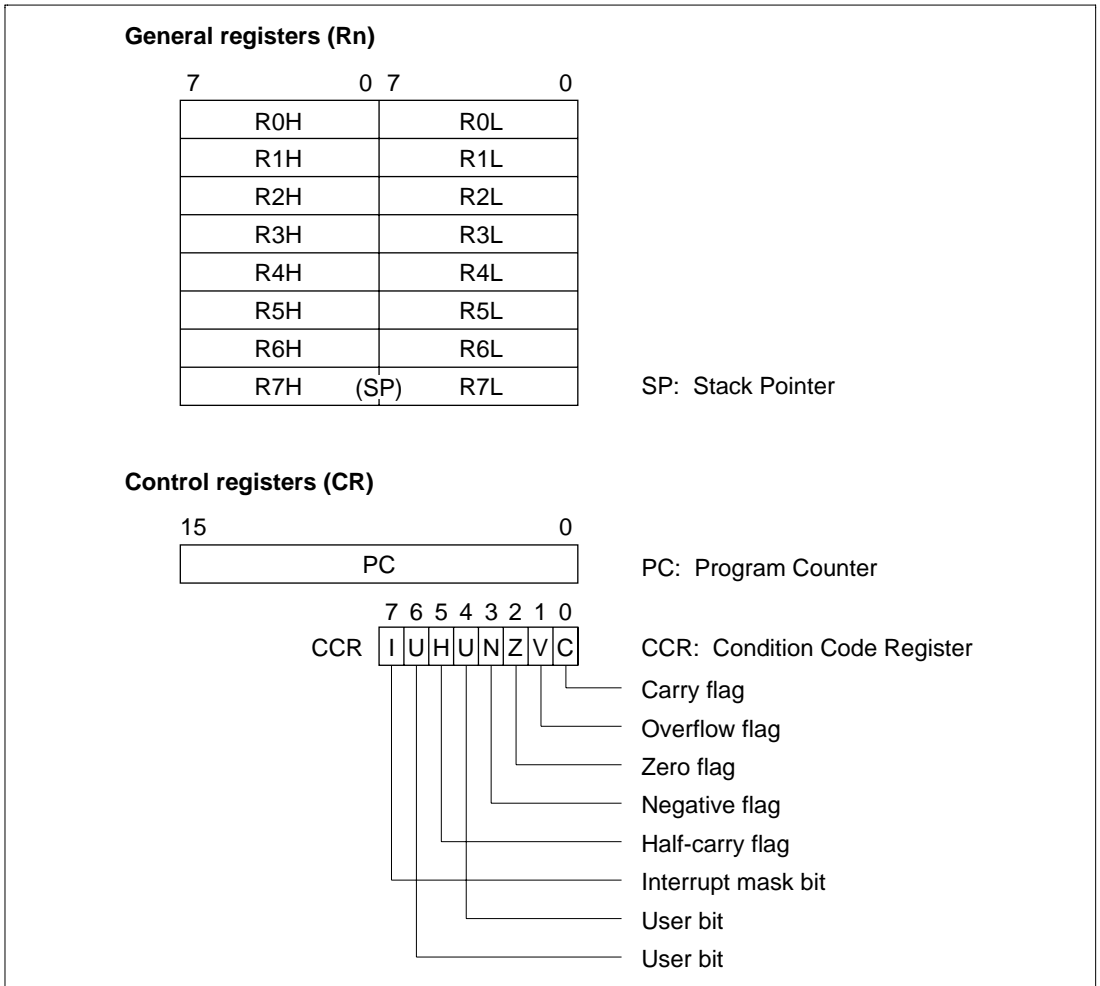 General registers (Rn)
7 0 7 0
R0H R0L
R1H R1L
R2H R2L
R3H R3L
R4H R4L
R5H R5L
R6H R6L
R7H (SP) R7L SP: Stack Pointer
Control registers (CR)
15 0
PC PC: Program Counter
7 6 5 4 3 2 1 0
CCR I U H U N Z V C CCR: Condition Code Register
Carry flag
Overflow flag
Zero flag
Negative flag
Half-carry flag
Interrupt mask bit
User bit
User bit